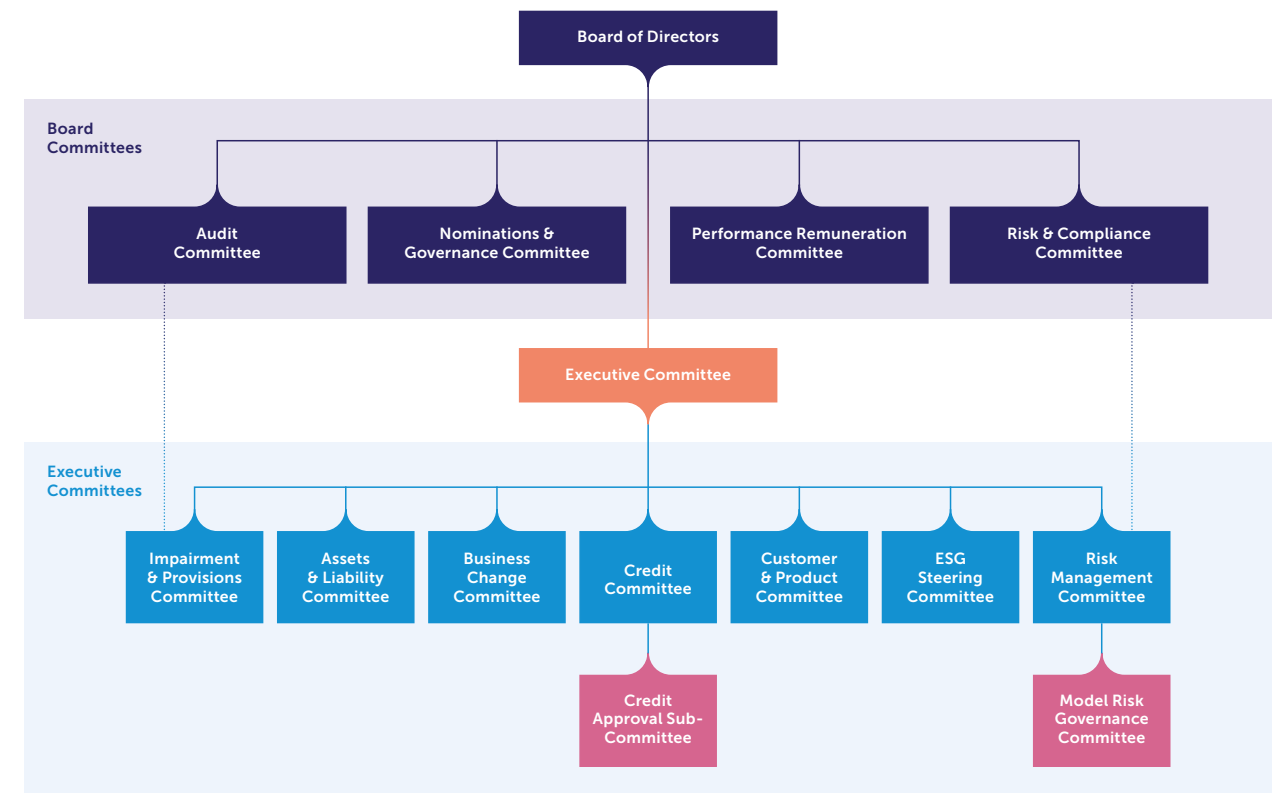 Board of Directors
Board
Committees
Audit
Committee
Nominations &
Governance Committee
Performance Remuneration
Committee
Risk & Compliance
Committee
Executive Committee
Executive
Committees
Impairment
& Provisions
Committee
Assets
& Liability
Committee
Business
Change
Committee
Credit
Committee
Customer
& Product
Committee
ESG
Steering
Committee
Risk
Management
Committee
Credit
Approval Sub-
Committee
Model Risk
Governance
Committee